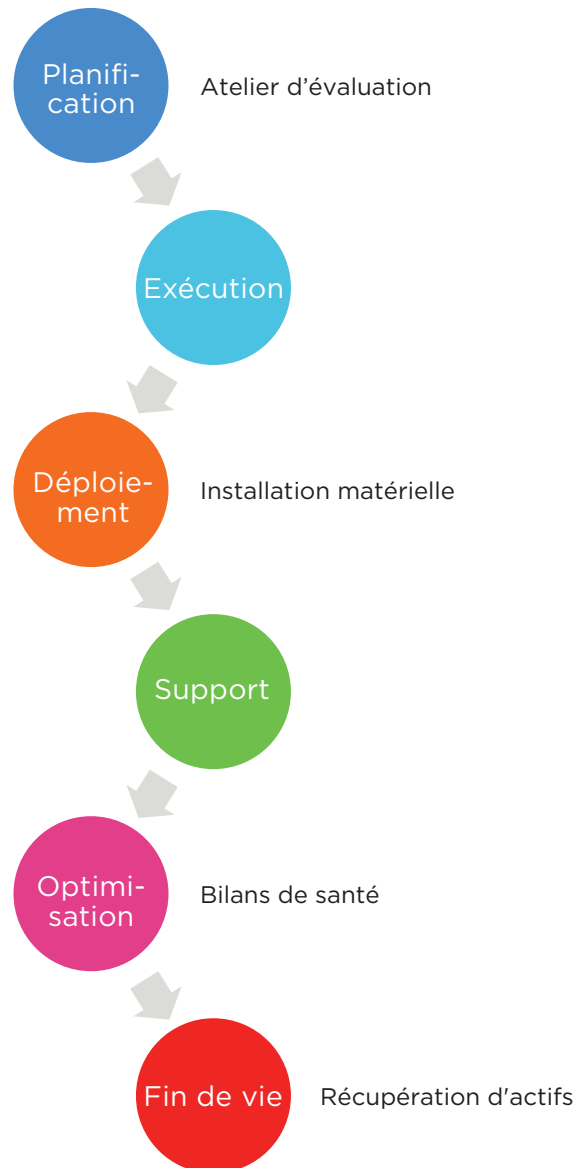 Planifi-
cation
Atelier d’évaluation
Exécution
Déploie-
ment
Installation matérielle
Support
Optimi-
sation
Bilans de santé
Fin de vie
Récupération d'actifs